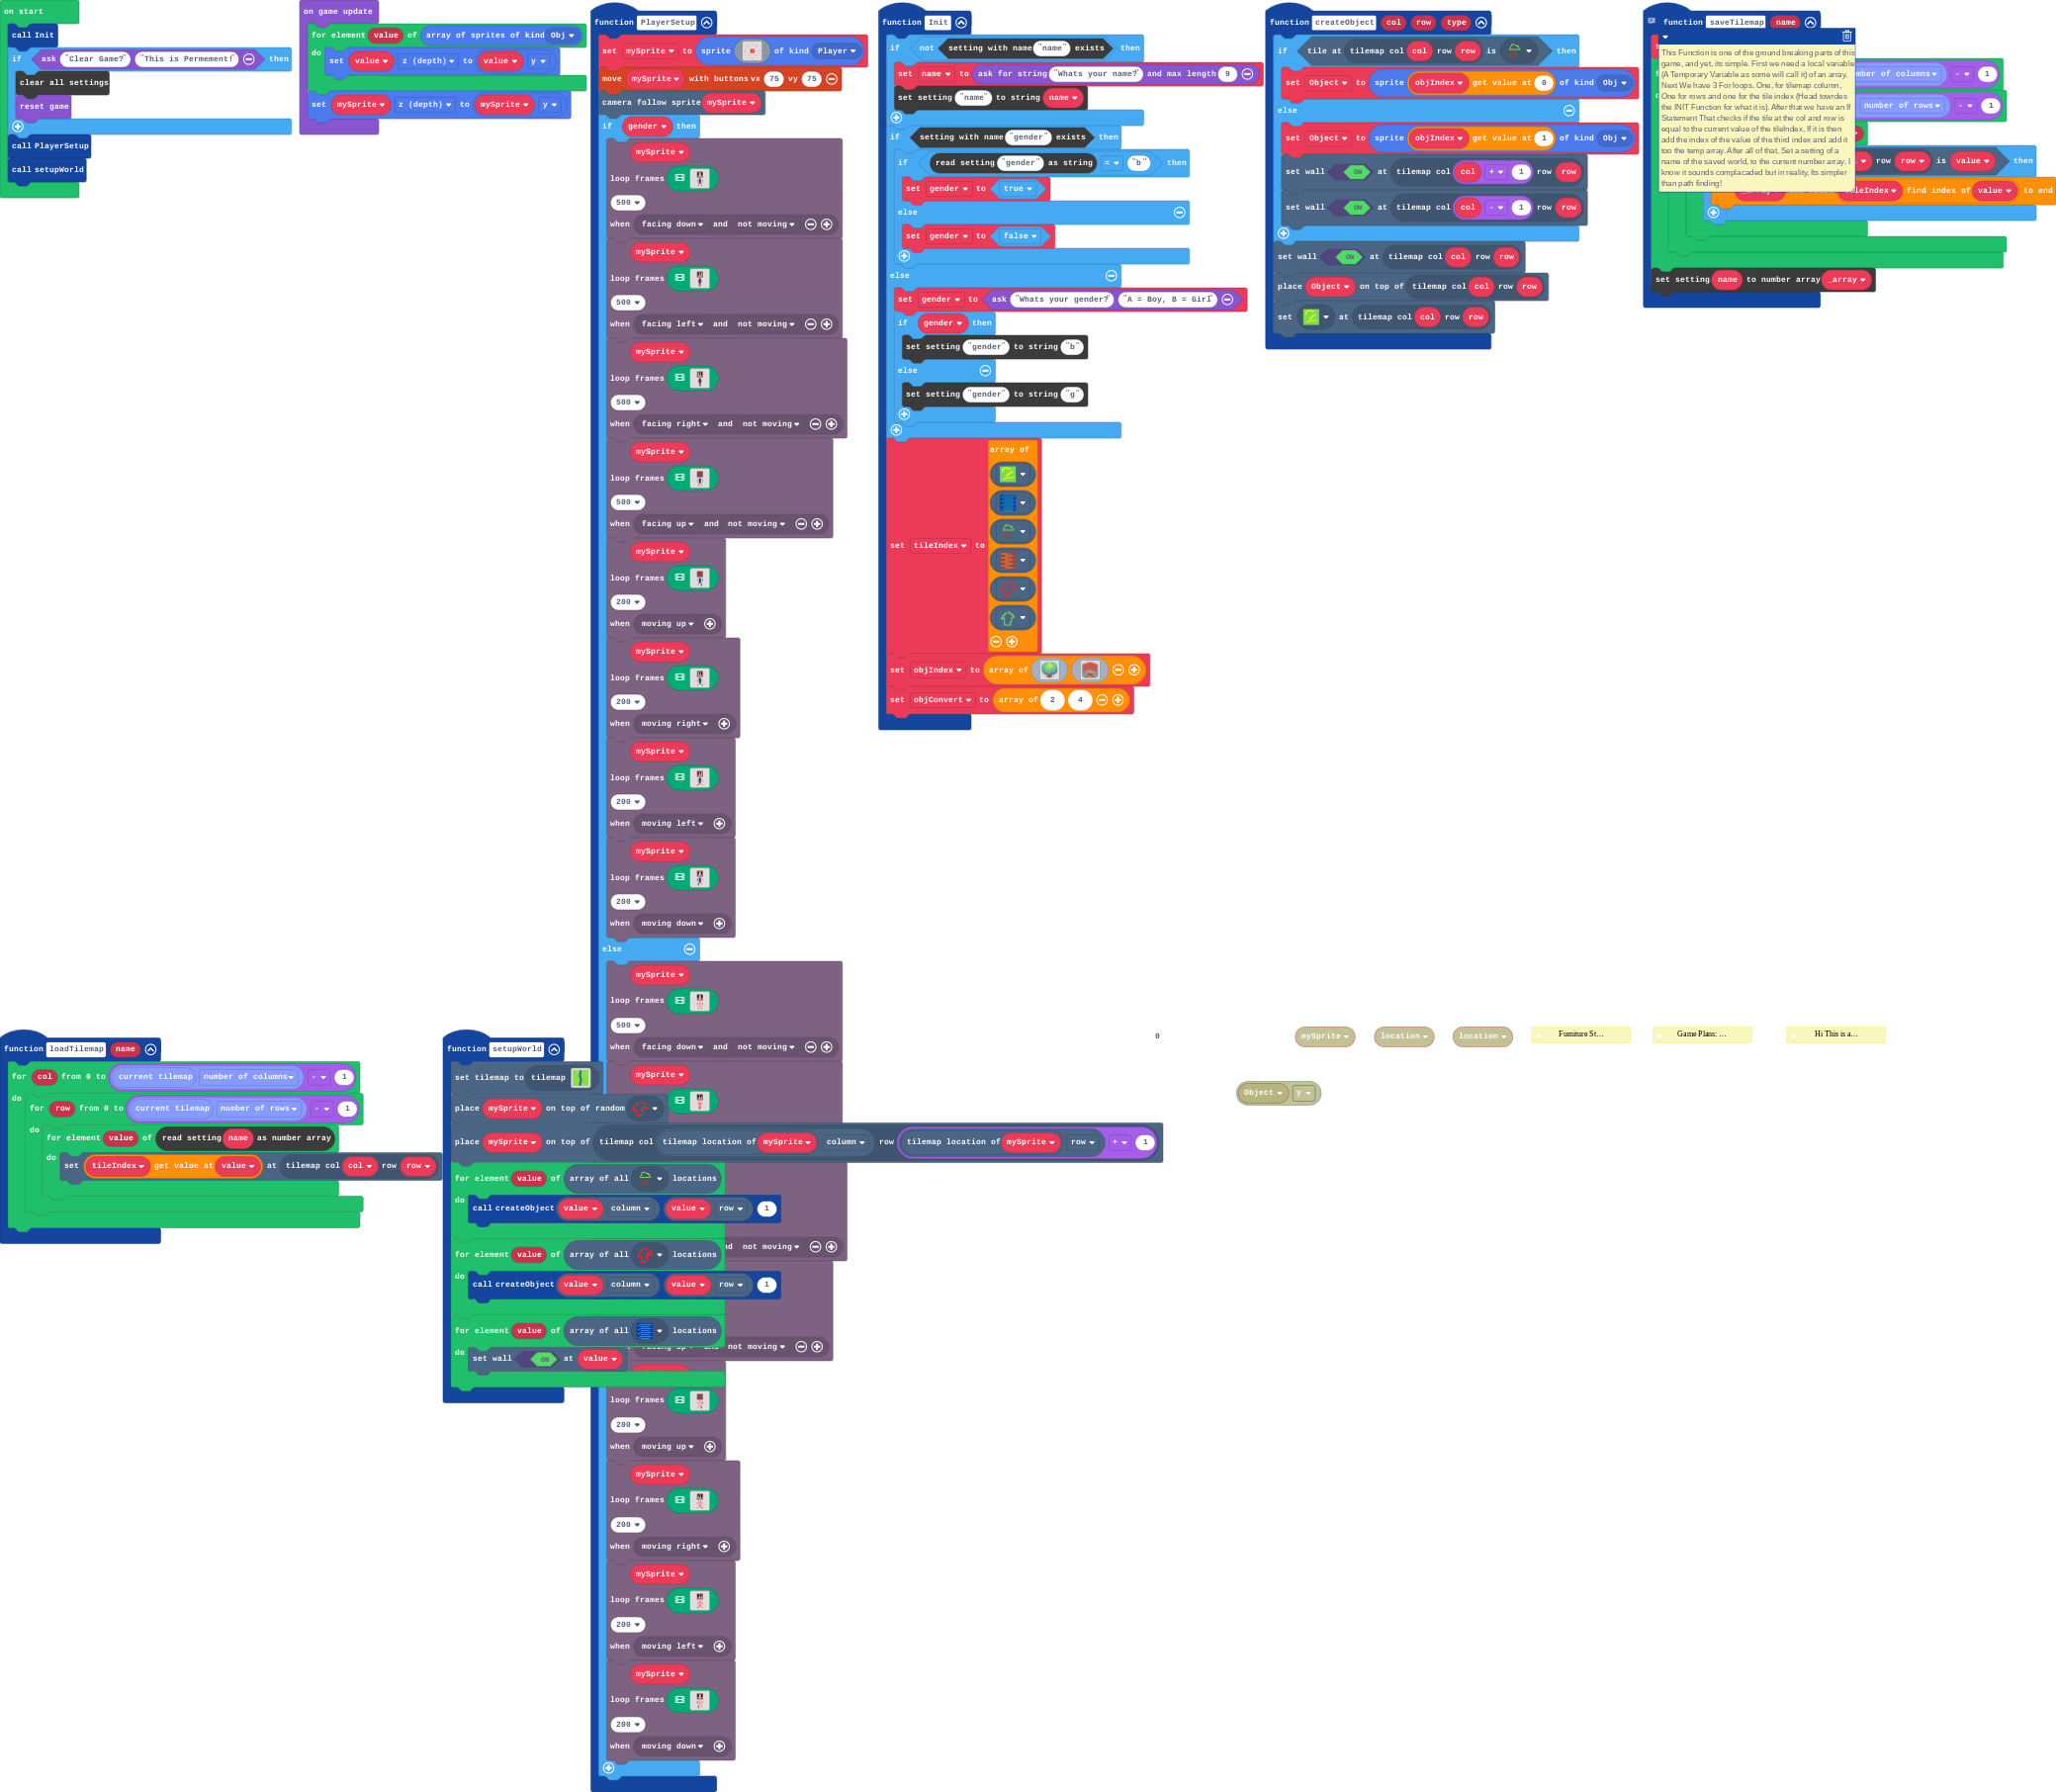 on start
call Init
if ask "Clear Game?" "This is Permement!" then
clear all settings
reset game
call PlayerSetup
call setupWorld
on game update
for element value of array of sprites of kind Obj
do set value z (depth) to value y
set mySprite z (depth) to mySprite y
function PlayerSetup
set mySprite to sprite of kind Player
move mySprite with buttons vx 75 vy 75
camera follow sprite mySprite
if gender then
mySprite
loop frames
500
when facing down and not moving
mySprite
loop frames
500
when facing left and not moving
mySprite
loop frames
500
when facing right and not moving
mySprite
loop frames
500
when facing up and not moving
mySprite
loop frames
200
when moving up
mySprite
loop frames
200
when moving right
mySprite
loop frames
200
when moving left
mySprite
loop frames
200
when moving down
else
mySprite
loop frames
500
when facing down and not moving
mySprite
not moving
not moving
loop frames
200
when moving up
mySprite
loop frames
200
when moving right
mySprite
loop frames
200
when moving left
mySprite
loop frames
200
when moving down
function Init
if not setting with name "name" exists then
set name to ask for string "Whats your name?" and max length 9
set setting "name" to string name
if setting with name "gender" exists then
if read setting "gender" as string = "b" then
set gender to true
else
set gender to false
else
set gender to ask "Whats your gender?" "A = Boy, B = Girl"
if gender then
set setting "gender" to string "b"
else
set setting "gender" to string "g"
array of
set tileIndex to
set objIndex to array of
set objConvert to array of 2 4
function createObject col row type
if tile at tilemap col col row row is then
set Object to sprite objIndex get value at 0 of kind Obj
else
set Object to sprite objIndex get value at 1 of kind Obj
set wall ON at tilemap col col + 1 row row
set wall ON at tilemap col col - 1 row row
set wall ON at tilemap col col row row
place Object on top of tilemap col col row row
set at tilemap col col row row
function saveTilemap name
This Function is one of the ground breaking parts of this
game, and yet, its simple. First we need a local variable
(A Temporary Variable as some will call it) of an array.
Next We have 3 For loops. One, for tilemap column,
One for rows and one for the tile index (Head towrdes
the INIT Function for what it is). After that we have an If
Statement That checks if the tile at the col and row is
equal to the current value of the tileIndex, If it is then
add the index of the value of the third index and add it
too the temp array. After all of that, Set a setting of a
name of the saved world, to the current number array. I
know it sounds complacaded but in reality, Its simpler
than path finding!
number of columns - 1
number of rows - 1
row row is value then
tileIndex find index of value to end
set setting name to number array _array
function loadTilemap name
for col from 0 to current tilemap number of columns - 1
do for row from 0 to current tilemap number of rows - 1
do for element value of read setting name as number array
do set tileIndex get value at value at tilemap col col row row
function setupWorld
set tilemap to tilemap
place mySprite on top of random
place mySprite on top of tilemap col tilemap location of mySprite column row tilemap location of mySprite row + 1
for element value of array of all locations
do call createObject value column value row 1
for element value of array of all locations
do call createObject value column value row 1
for element value of array of all locations
do set wall ON at value
0
mySprite
location
location
Furniture St...
Game Plans: ...
Hi This is a...
Object y